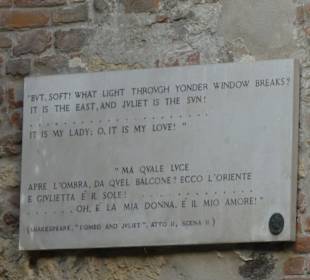 "BVT, SOFT! WHAT LIGHT THROVGH YONDER WINDOW BREAKS?
IT IS THE EAST, AND JVLIET IS THE SVN!
. . . . . . . . . . . . . . . . . . . . .
IT IS MY LADY; O, IT IS MY LOVE! "
"MA QVALE LVCE
APRE L'OMBRA, DA QVEL BALCONE? ECCO L'ORIENTE
E GIVLIETTA È IL SOLE! . . . . . . . . . . . . . .
. . . . . . OH, È LA MIA DONNA, È IL MIO AMORE!"
(SHAKESPEARE, "ROMEO AND JVLIET", ATTO II, SCENA II)